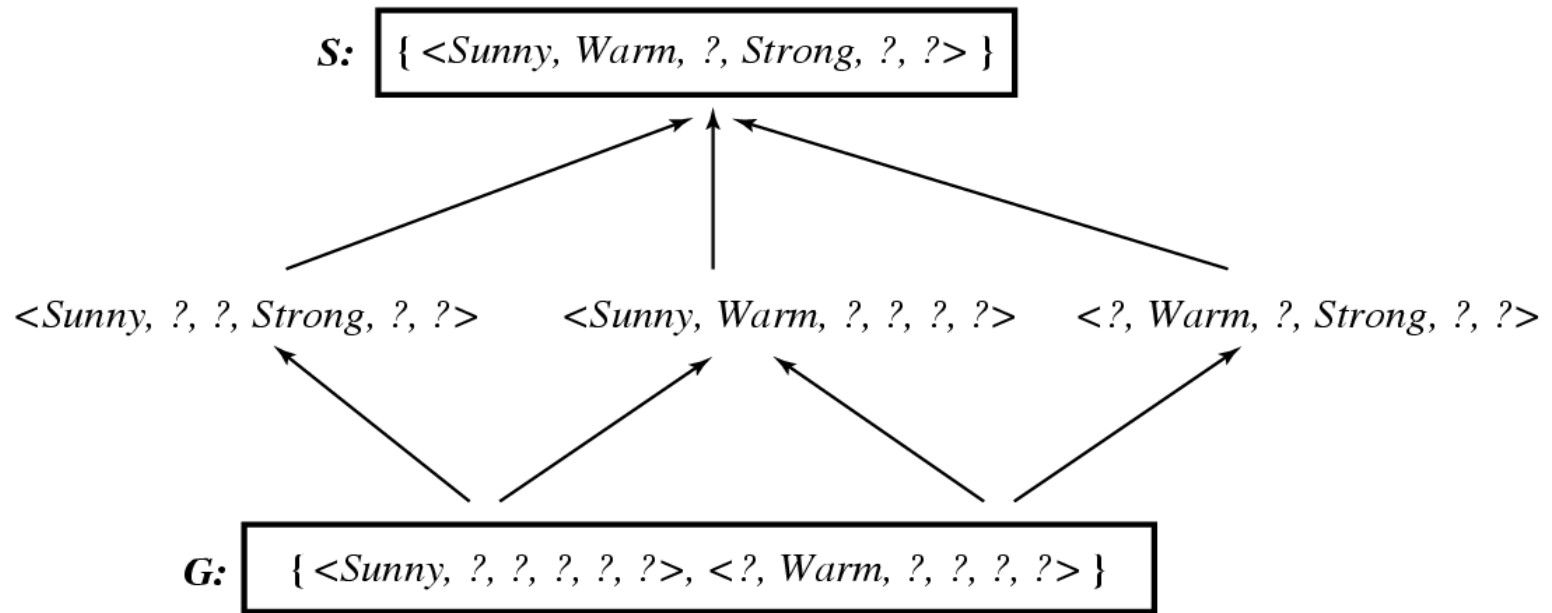 S: { <Sunny, Warm, ?, Strong, ?, ?> }
<Sunny, ?, ?, Strong, ?, ?> <Sunny, Warm, ?, ?, ?, ?> <?, Warm, ?, Strong, ?, ?>
G: { <Sunny, ?, ?, ?, ?, ?>, <?, Warm, ?, ?, ?, ?> }